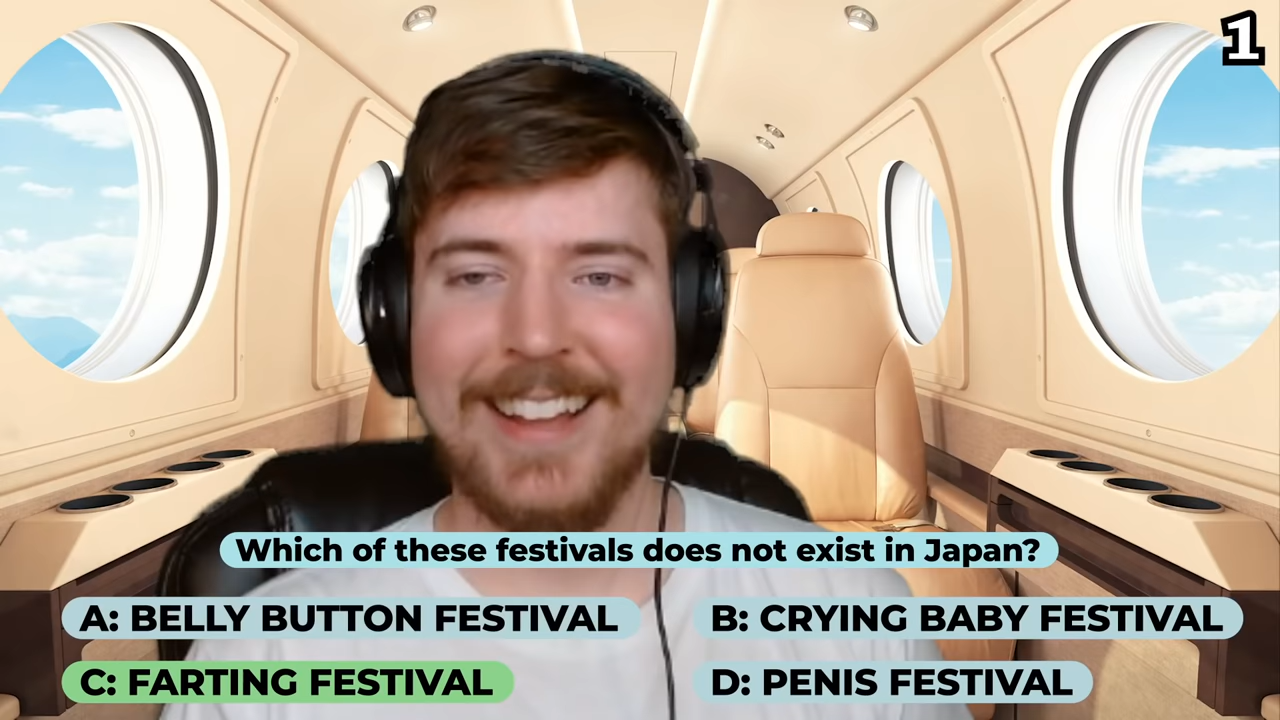 1
Which of these festivals does not exist in Japan?
A: BELLY BUTTON FESTIVAL
B: CRYING BABY FESTIVAL
C: FARTING FESTIVAL
D: PENIS FESTIVAL